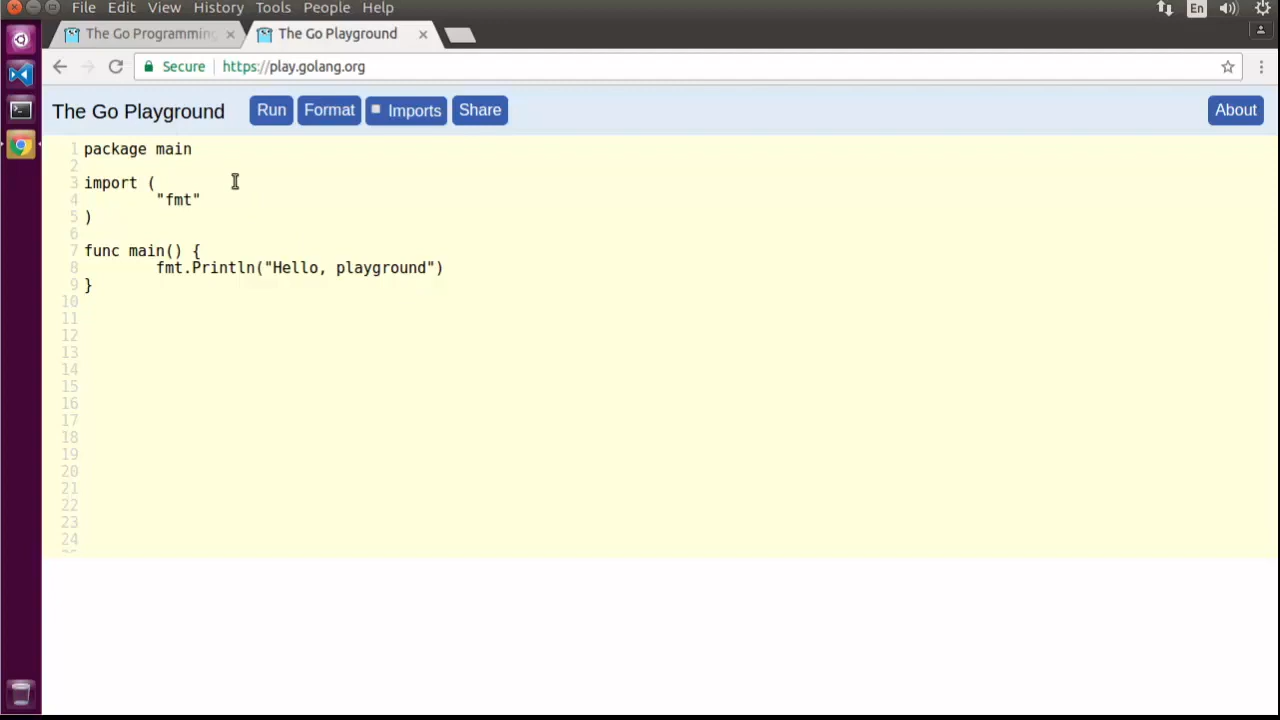 File Edit View History Tools People Help
En
The Go Programming
The Go Playground
Secure https://play.golang.org
The Go Playground Run Format Imports Share About
1 package main
2
3 import (
4 "fmt"
5 )
6
7 func main() {
8 fmt.Println("Hello, playground")
9 }
10
11
12
13
14
15
16
17
18
19
20
21
22
23
24